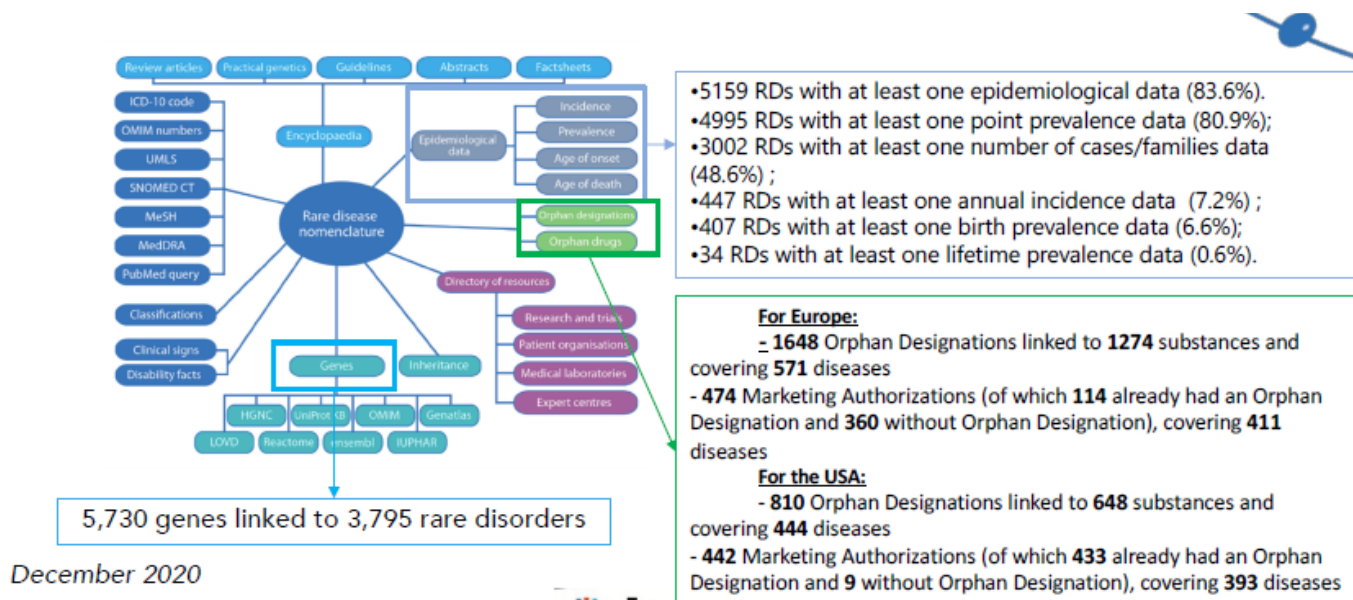 Review articles
Practical genetics
Guidelines
Abstracts
Factsheets
ICD-10 code
OMIM numbers
UMLS
SNOMED CT
MeSH
MedDRA
PubMed query
Classifications
Clinical signs
Disability facts
Encyclopaedia
Rare disease
nomenclature
Epidemiological
data
Incidence
Prevalence
Age of onset
Age of death
Orphan designations
Orphan drugs
Directory of resources
Research and trials
Patient organisations
Medical laboratories
Expert centres
Genes
Inheritance
HGNC
UniProt KB
OMIM
Genatlas
LOVD
Reactome
ensembl
IUPHAR
5,730 genes linked to 3,795 rare disorders
December 2020
•5159 RDs with at least one epidemiological data (83.6%).
•4995 RDs with at least one point prevalence data (80.9%);
•3002 RDs with at least one number of cases/families data
(48.6%) ;
•447 RDs with at least one annual incidence data (7.2%) ;
•407 RDs with at least one birth prevalence data (6.6%);
•34 RDs with at least one lifetime prevalence data (0.6%).
For Europe:
- 1648 Orphan Designations linked to 1274 substances and
covering 571 diseases
- 474 Marketing Authorizations (of which 114 already had an Orphan
Designation and 360 without Orphan Designation), covering 411
diseases
For the USA:
- 810 Orphan Designations linked to 648 substances and
covering 444 diseases
- 442 Marketing Authorizations (of which 433 already had an Orphan
Designation and 9 without Orphan Designation), covering 393 diseases